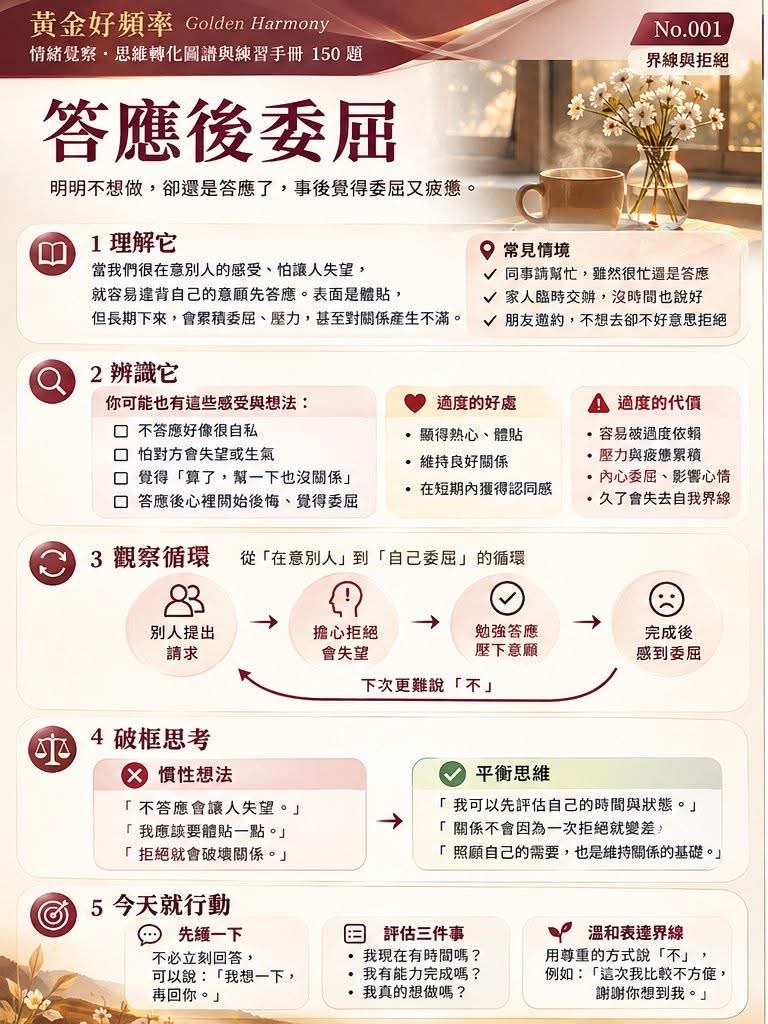 黃金好頻率 Golden Harmony
情緒覺察・思維轉化圖譜與練習手冊 150 題
No.001
界線與拒絕
答應後委屈
明明不想做，卻還是答應了，事後覺得委屈又疲憊。
1 理解它
當我們很在意別人的感受、怕讓人失望，
就容易違背自己的意願先答應。表面是體貼，
但長期下來，會累積委屈、壓力，甚至對關係產生不滿。
常見情境
✓ 同事請幫忙，雖然很忙還是答應
✓ 家人臨時交辦，沒時間也說好
✓ 朋友邀約，不想去卻不好意思拒絕
2 辨識它
你可能也有這些感受與想法：
□ 不答應好像很自私
□ 怕對方會失望或生氣
□ 覺得「算了，幫一下也沒關係」
□ 答應後心裡開始後悔、覺得委屈
適度的好處
• 顯得熱心、體貼
• 維持良好關係
• 在短期內獲得認同感
過度的代價
• 容易被過度依賴
• 壓力與疲憊累積
• 內心委屈、影響心情
• 久了會失去自我界線
3 觀察循環
從「在意別人」到「自己委屈」的循環
別人提出
請求
擔心拒絕
會失望
勉強答應
壓下意願
完成後
感到委屈
下次更難說「不」
4 破框思考
慣性想法
「不答應會讓人失望。」
「我應該要體貼一點。」
「拒絕就會破壞關係。」
平衡思維
「我可以先評估自己的時間與狀態。」
「關係不會因為一次拒絕就變差」
「照顧自己的需要，也是維持關係的基礎。」
5 今天就行動
先緩一下
不必立刻回答，
可以說：「我想一下，
再回你。」
評估三件事
• 我現在有時間嗎？
• 我有能力完成嗎？
• 我真的想做嗎？
溫和表達界線
用尊重的方式說「不」，
例如：「這次我比較不方便，
謝謝你想到我。」